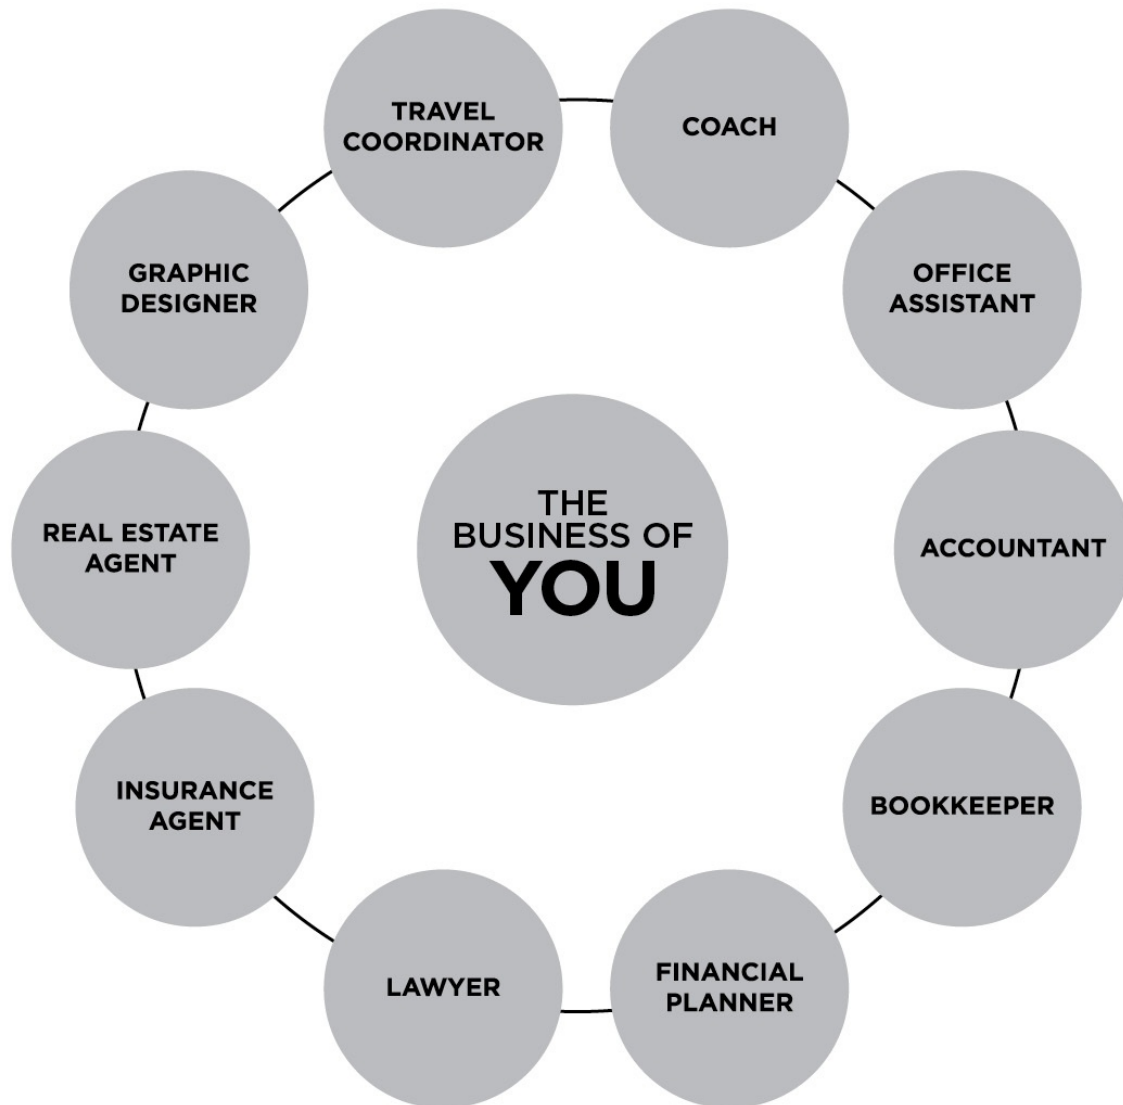 TRAVEL
COORDINATOR
COACH
OFFICE
ASSISTANT
ACCOUNTANT
BOOKKEEPER
FINANCIAL
PLANNER
LAWYER
INSURANCE
AGENT
REAL ESTATE
AGENT
GRAPHIC
DESIGNER
THE
BUSINESS OF
YOU